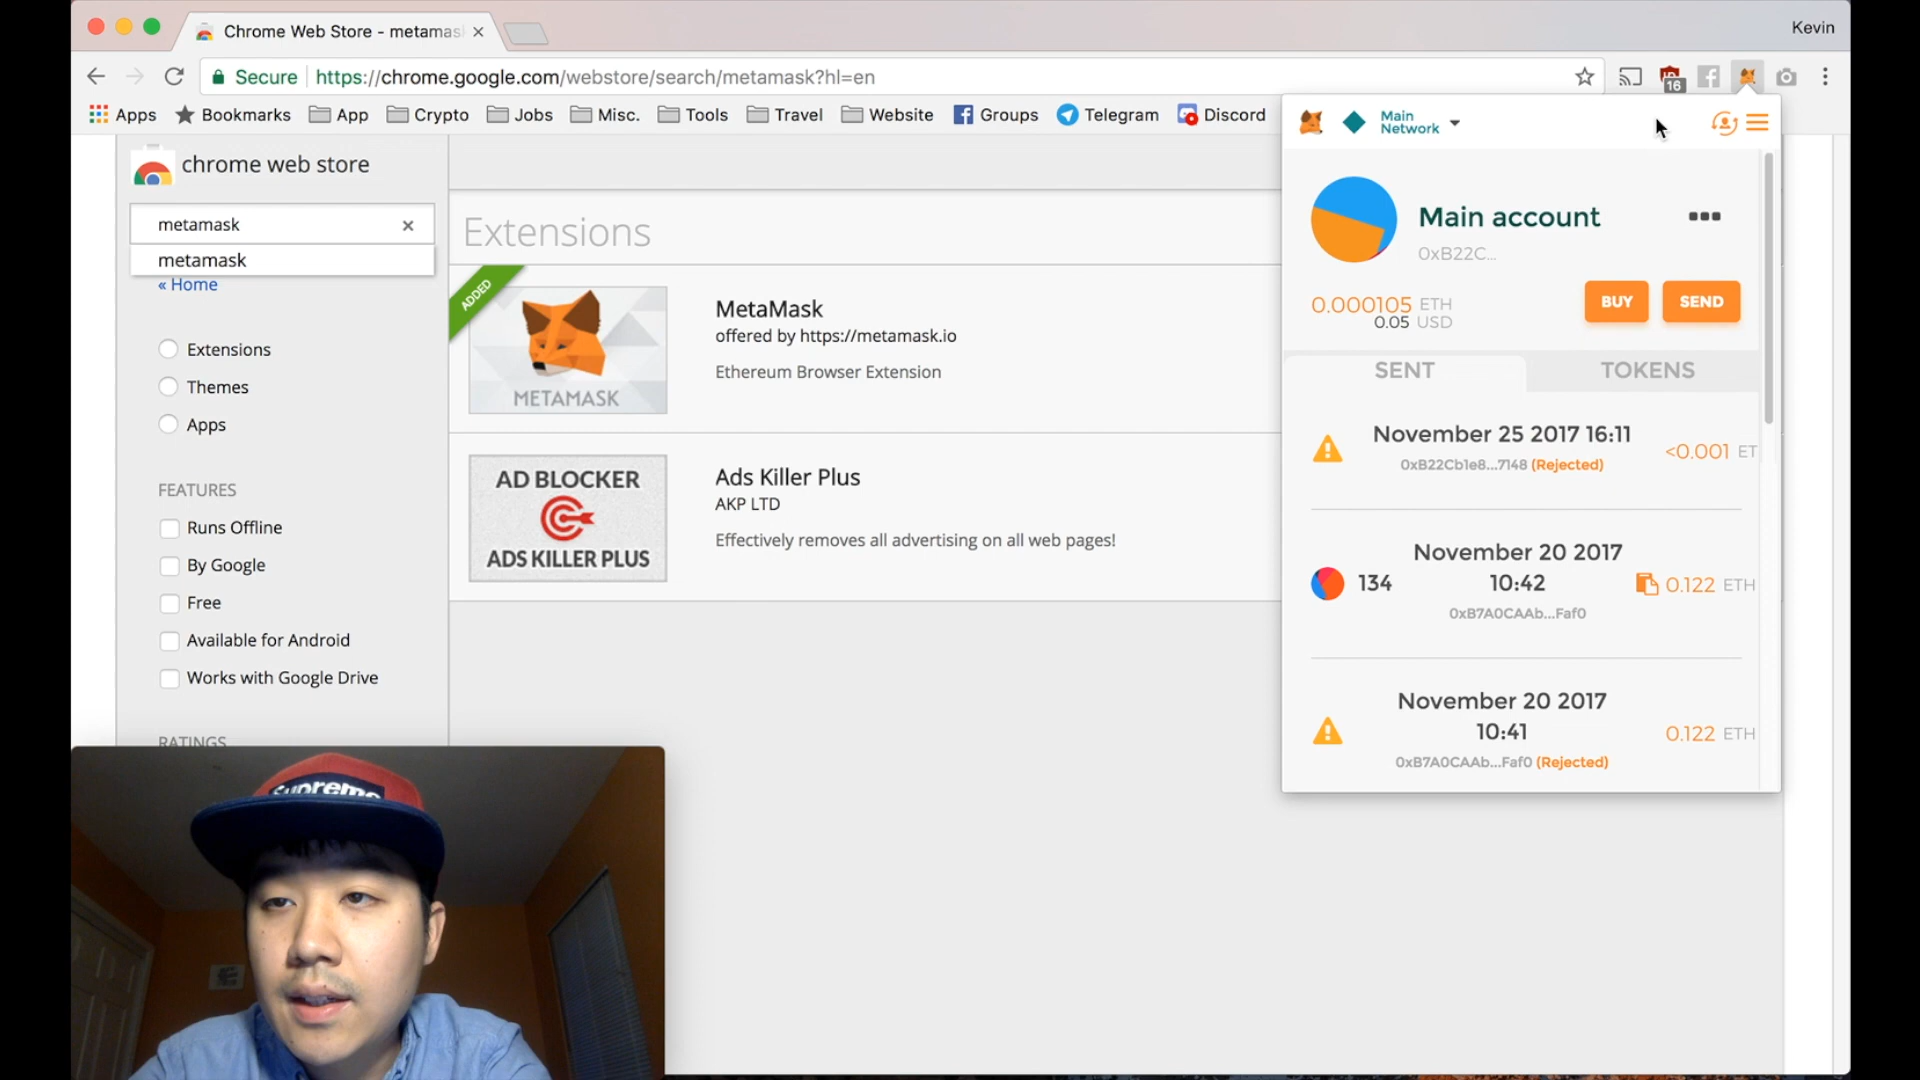 Chrome Web Store - metamas
Kevin
Secure
https://chrome.google.com/webstore/search/metamask?hl=en
16
Apps
Bookmarks
App
Crypto
Jobs
Misc.
Tools
Travel
Website
Groups
Telegram
Discord
chrome web store
metamask
metamask
« Home
Extensions
Themes
Apps
FEATURES
Runs Offline
By Google
Free
Available for Android
Works with Google Drive
RATINGS
Extensions
ADDED
METAMASK
MetaMask
offered by https://metamask.io
Ethereum Browser Extension
AD BLOCKER
ADS KILLER PLUS
Ads Killer Plus
AKP LTD
Effectively removes all advertising on all web pages!
Main
Network
Main account
0xB22C...
0.000105 ETH
0.05 USD
BUY
SEND
SENT
TOKENS
November 25 2017 16:11
0xB22Cb1e8...7148 (Rejected)
<0.001 ET
134
November 20 2017
10:42
0xB7A0CAAb...Faf0
0.122 ETH
November 20 2017
10:41
0xB7A0CAAb...Faf0 (Rejected)
0.122 ETH
Supreme